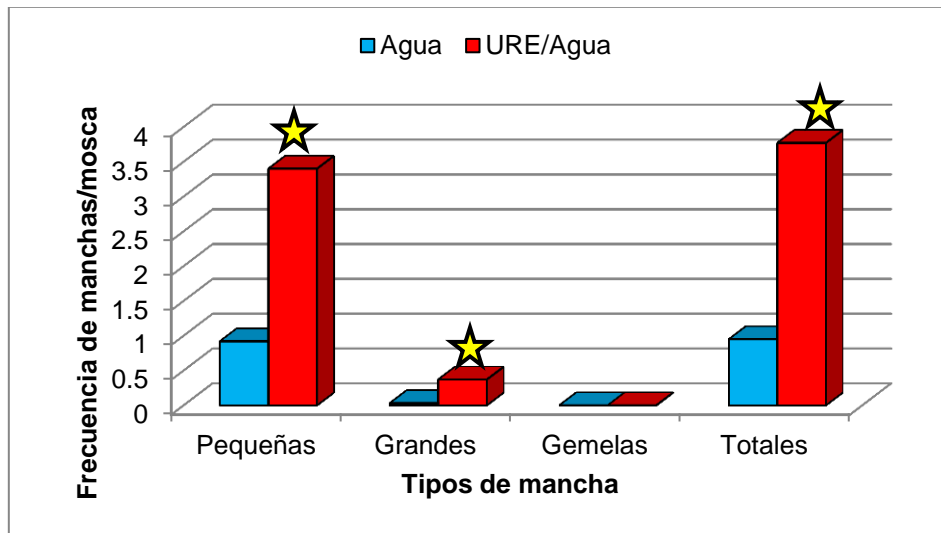 Agua URE/Agua
Frecuencia de manchas/mosca
4
3.5
3
2.5
2
1.5
1
0.5
0
Pequeñas Grandes Gemelas Totales
Tipos de mancha